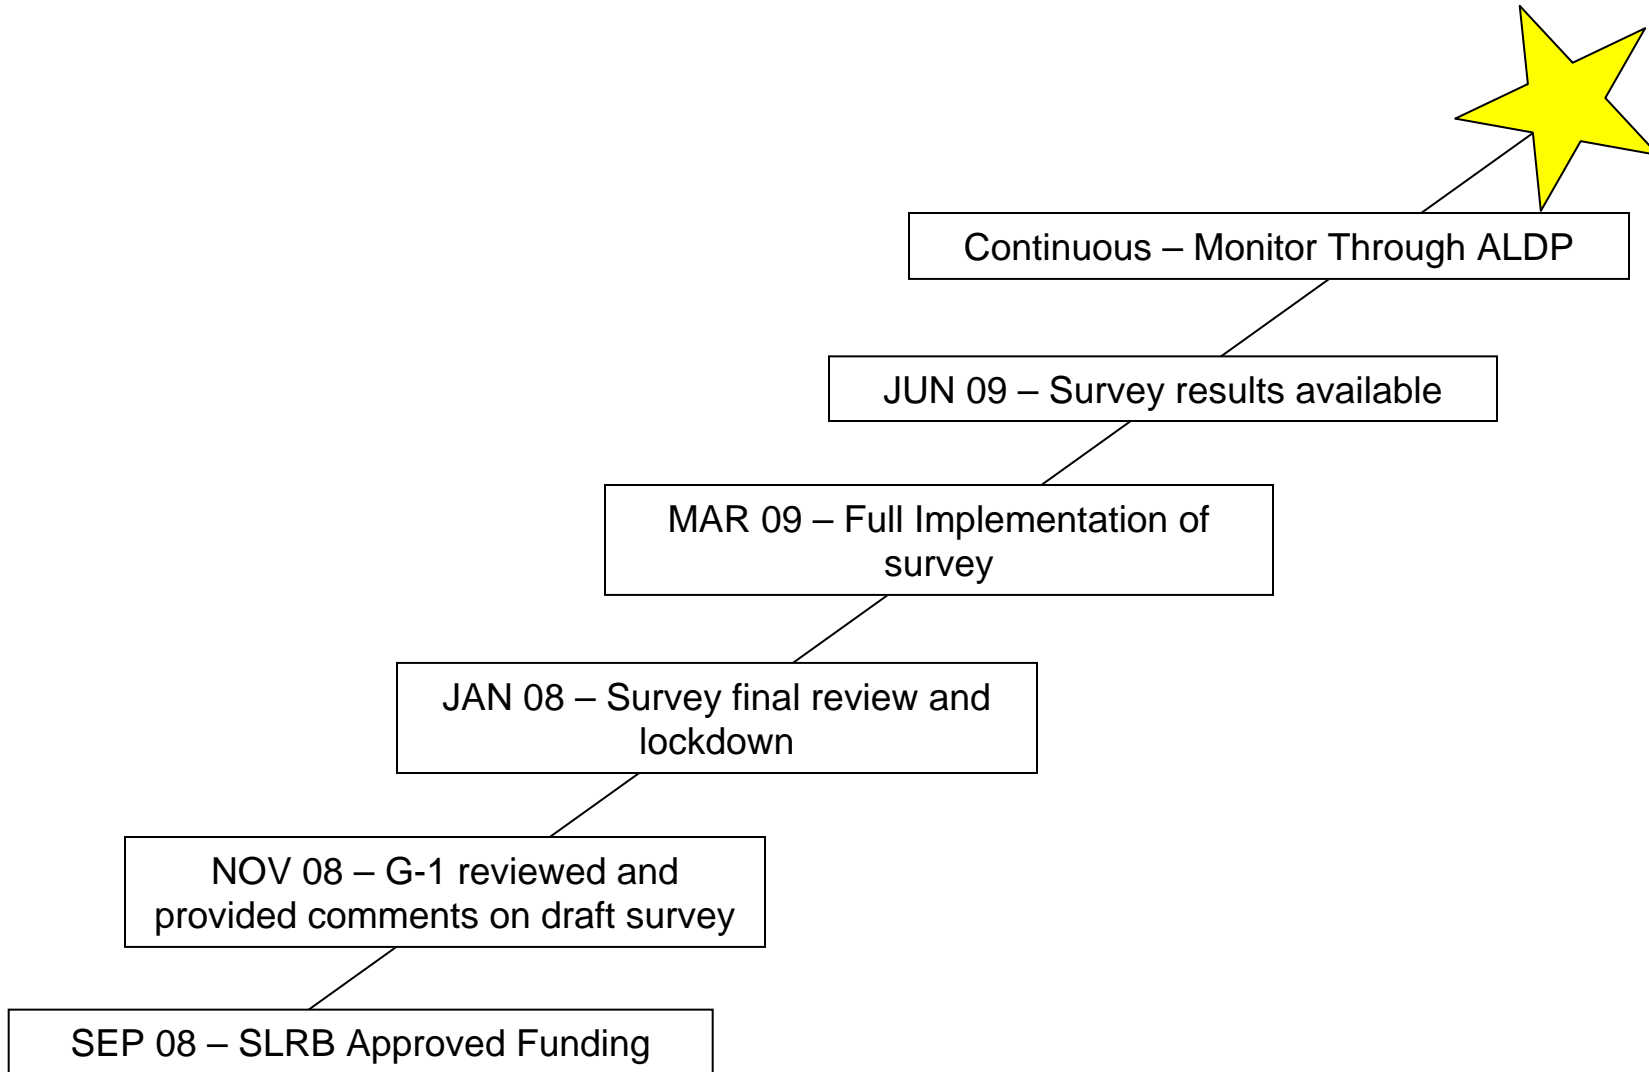 Continuous – Monitor Through ALDP
JUN 09 – Survey results available
MAR 09 – Full Implementation of
survey
JAN 08 – Survey final review and
lockdown
NOV 08 – G-1 reviewed and
provided comments on draft survey
SEP 08 – SLRB Approved Funding